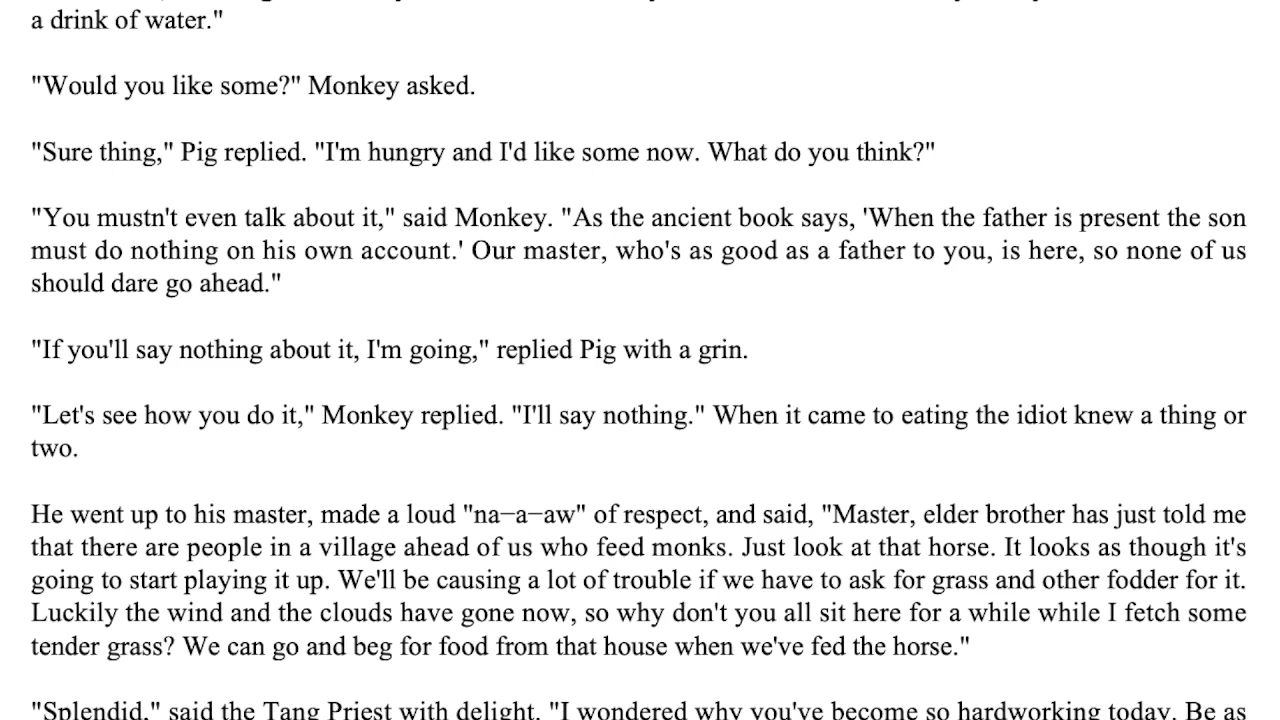 a drink of water."
"Would you like some?" Monkey asked.
"Sure thing," Pig replied. "I'm hungry and I'd like some now. What do you think?"
"You mustn't even talk about it," said Monkey. "As the ancient book says, 'When the father is present the son
must do nothing on his own account.' Our master, who's as good as a father to you, is here, so none of us
should dare go ahead."
"If you'll say nothing about it, I'm going," replied Pig with a grin.
"Let's see how you do it," Monkey replied. "I'll say nothing." When it came to eating the idiot knew a thing or
two.
He went up to his master, made a loud "na−a−aw" of respect, and said, "Master, elder brother has just told me
that there are people in a village ahead of us who feed monks. Just look at that horse. It looks as though it's
going to start playing it up. We'll be causing a lot of trouble if we have to ask for grass and other fodder for it.
Luckily the wind and the clouds have gone now, so why don't you all sit here for a while while I fetch some
tender grass? We can go and beg for food from that house when we've fed the horse."
"Splendid," said the Tang Priest with delight. "I wondered why you've become so hardworking today. Be as